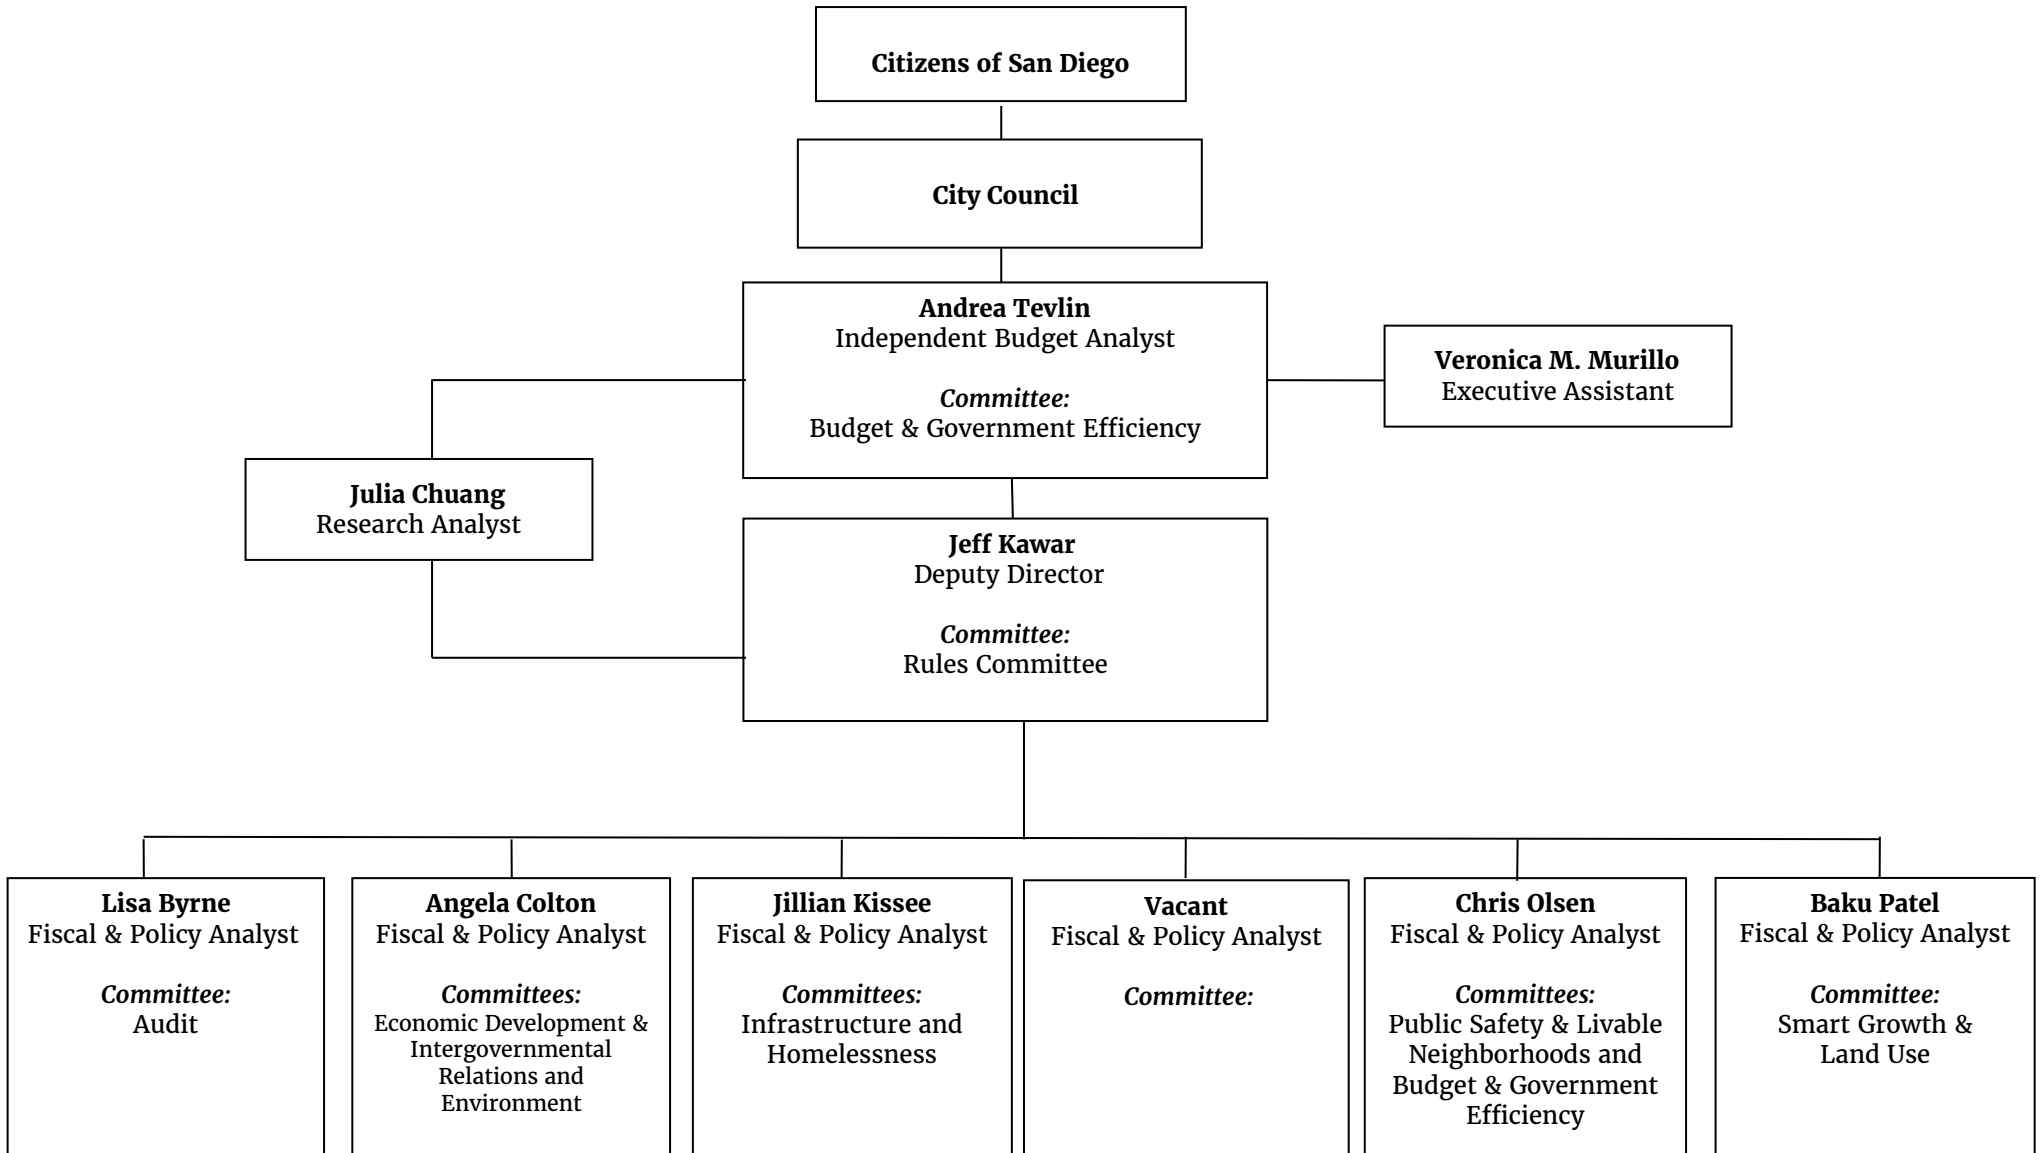 Citizens of San Diego
City Council
Andrea Tevlin
Independent Budget Analyst
Committee:
Budget & Government Efficiency
Veronica M. Murillo
Executive Assistant
Julia Chuang
Research Analyst
Jeff Kawar
Deputy Director
Committee:
Rules Committee
Lisa Byrne
Fiscal & Policy Analyst
Committee:
Audit
Angela Colton
Fiscal & Policy Analyst
Committees:
Economic Development &
Intergovernmental
Relations and
Environment
Jillian Kissee
Fiscal & Policy Analyst
Committees:
Infrastructure and
Homelessness
Vacant
Fiscal & Policy Analyst
Committee:
Chris Olsen
Fiscal & Policy Analyst
Committees:
Public Safety & Livable
Neighborhoods and
Budget & Government
Efficiency
Baku Patel
Fiscal & Policy Analyst
Committee:
Smart Growth &
Land Use